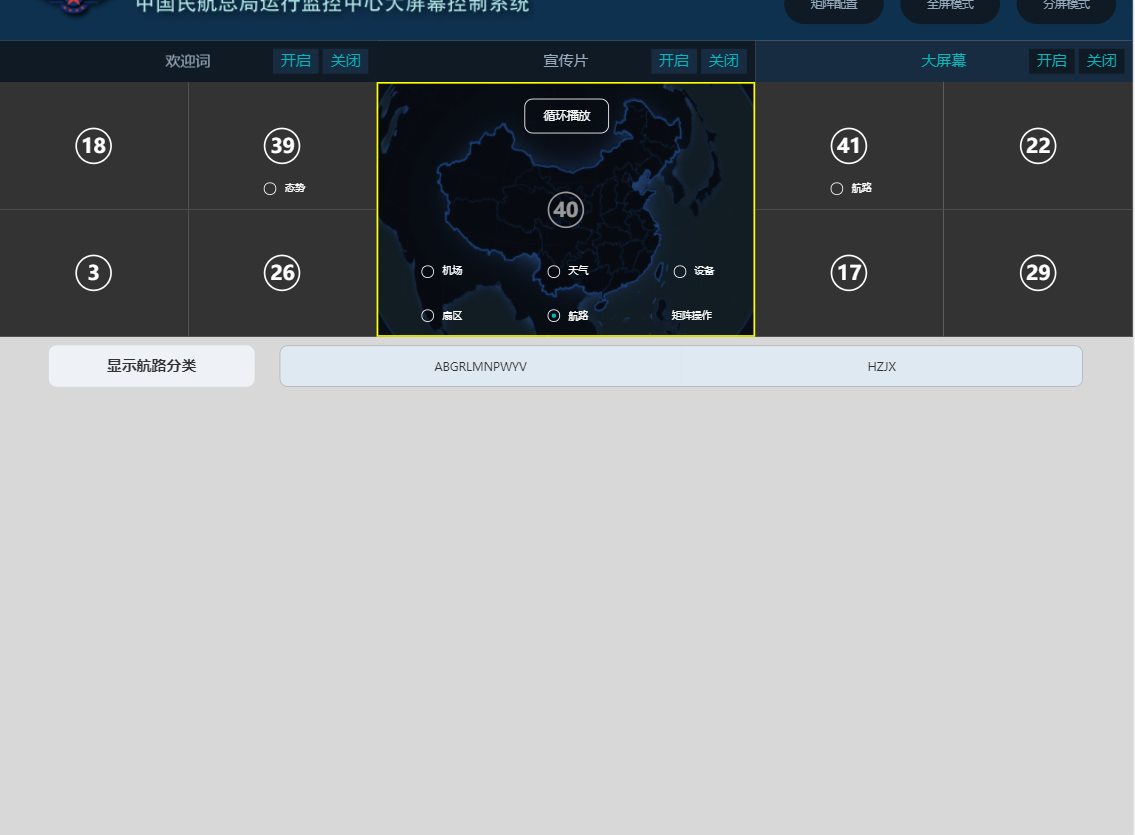 中国民航总局运行监控中心大屏幕控制系统
矩阵配置 全屏模式 分屏模式
欢迎词 开启 关闭 宣传片 开启 关闭 大屏幕 开启 关闭
循环播放
18 39 41 22
态势 航路
40
3 26 17 29
机场 天气 设备
扇区 航路 矩阵操作
显示航路分类 ABGRLMNPWYV HZJX